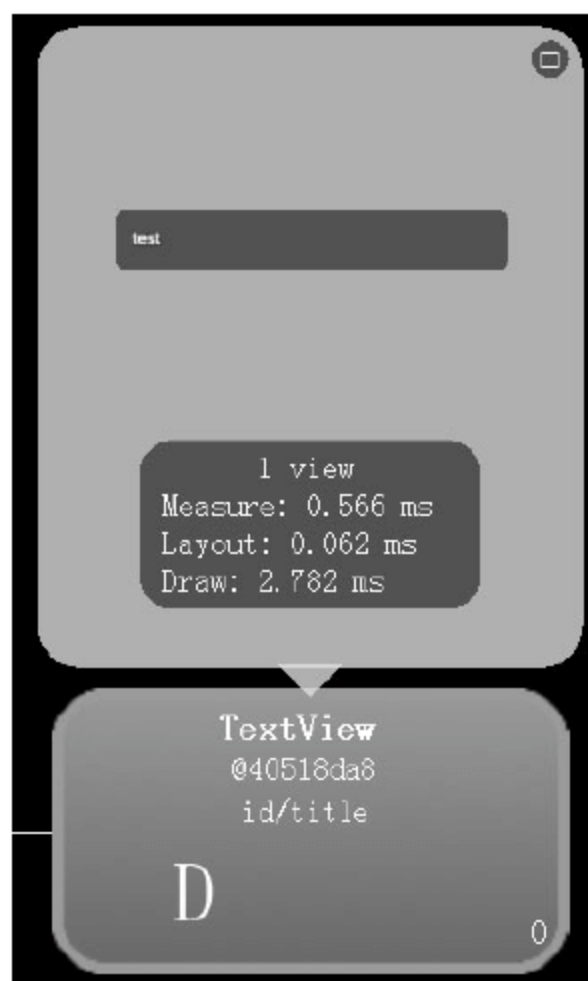 test
1 view
Measure: 0.566 ms
Layout: 0.062 ms
Draw: 2.782 ms
TextView
@40518da8
id/title
D
0